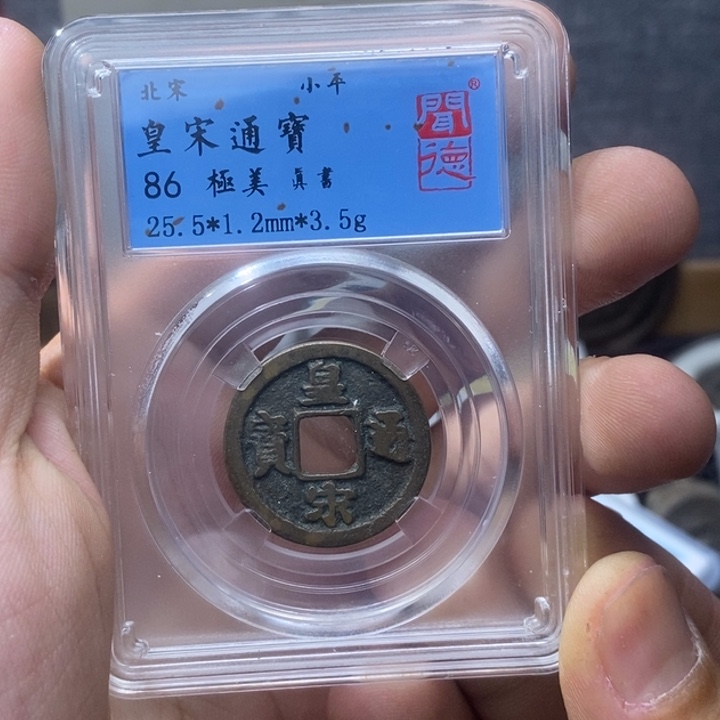 北宋 小平
皇宋通寶
86 極美 真書
25.5*1.2mm*3.5g
聞德
®
皇宋通寶